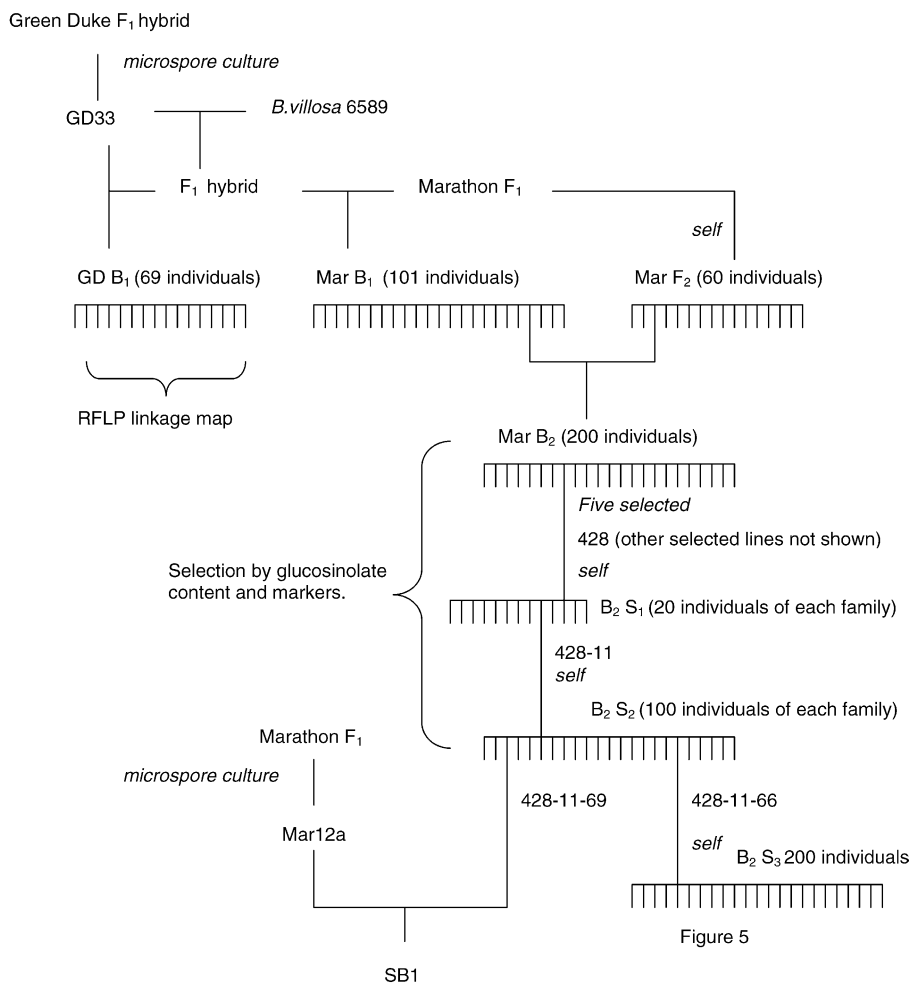 Green Duke F₁ hybrid
microspore culture
GD33
B.villosa 6589
F₁ hybrid
Marathon F₁
self
GD B₁ (69 individuals)
Mar B₁ (101 individuals)
Mar F₂ (60 individuals)
RFLP linkage map
Mar B₂ (200 individuals)
Five selected
428 (other selected lines not shown)
self
Selection by glucosinolate
content and markers.
B₂ S₁ (20 individuals of each family)
428-11
self
B₂ S₂ (100 individuals of each family)
Marathon F₁
microspore culture
Mar12a
428-11-69
428-11-66
self
B₂ S₃ 200 individuals
Figure 5
SB1